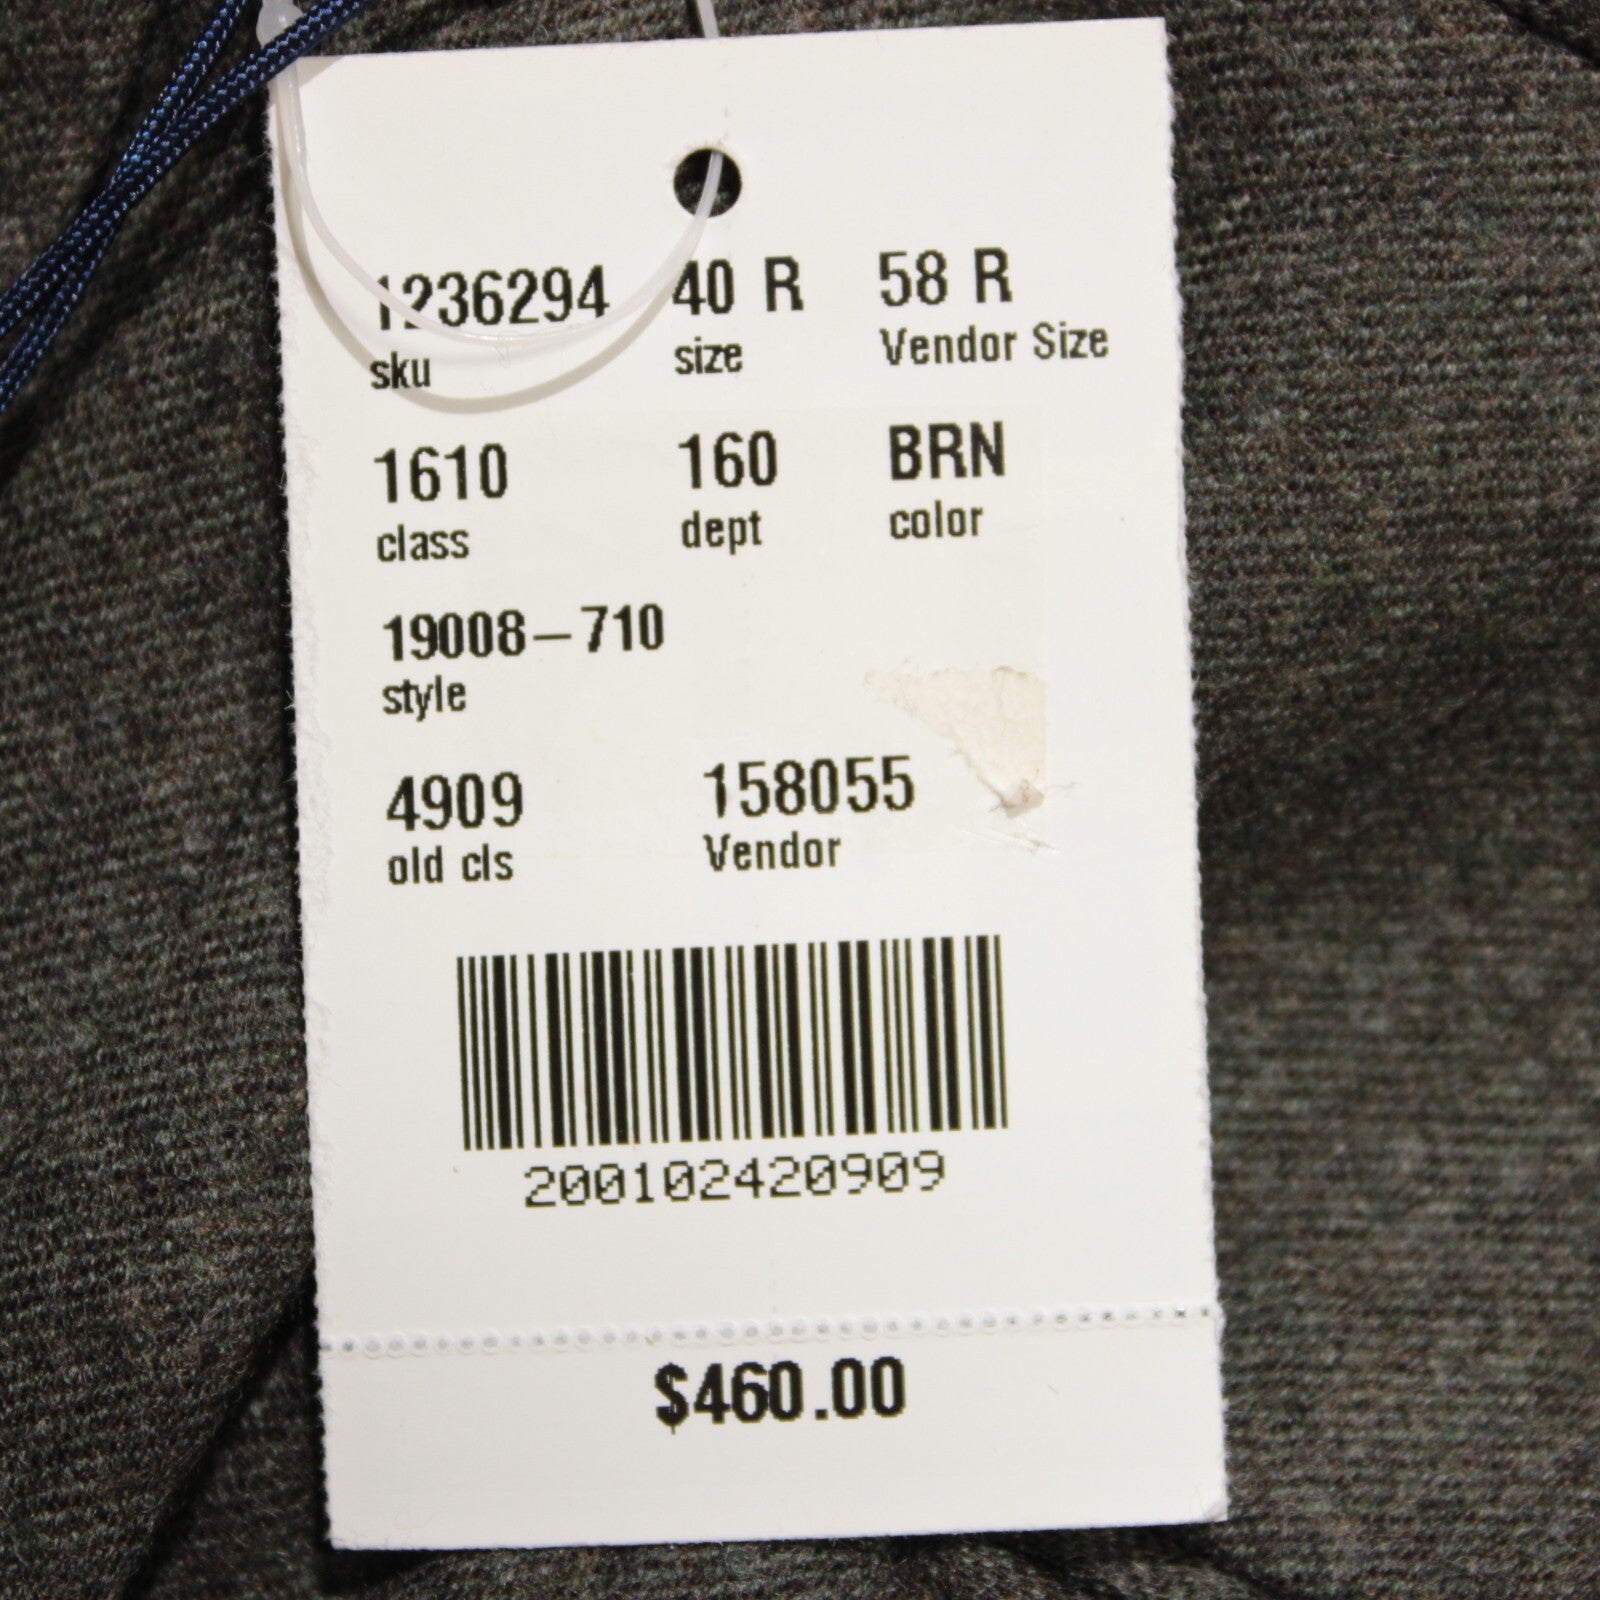 1236294 40 R 58 R
sku size Vendor Size
1610 160 BRN
class dept color
19008-710
style
4909 158055
old cls Vendor
200102420909
$460.00